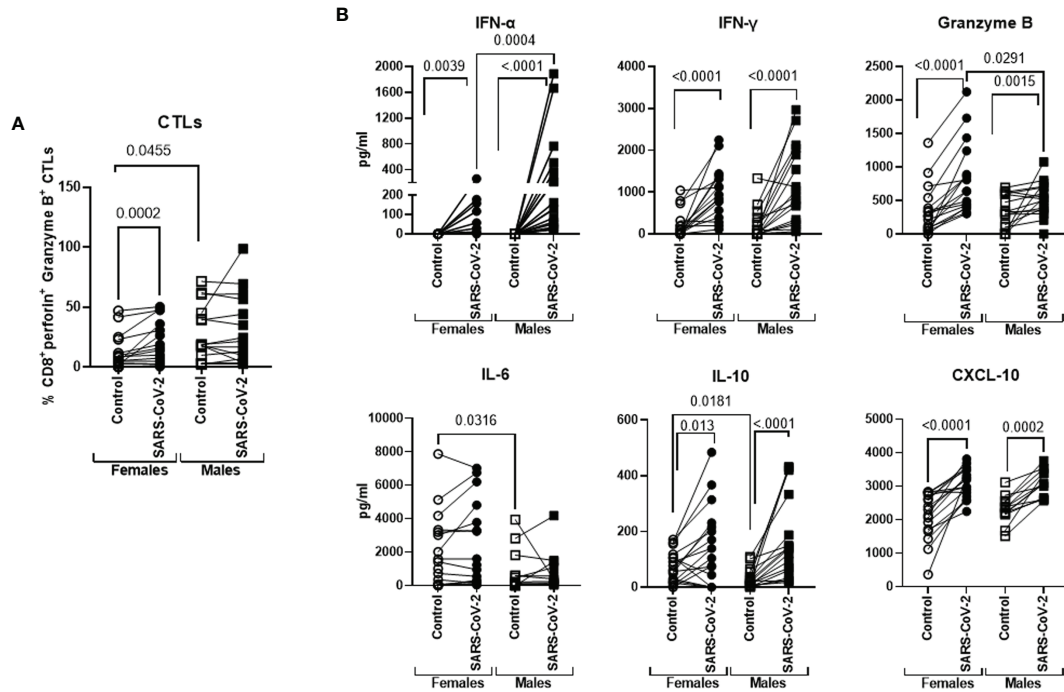 A
CTLs
% CD8⁺perforin⁺ Granzyme B⁺ CTLs
0.0455
0.0002
150
100
50
0
Control
SARS-CoV-2
Control
SARS-CoV-2
Females
Males
B
IFN-α
pg/ml
0.0004
0.0039
<.0001
2000
1600
1200
800
400
200
100
0
Control
SARS-CoV-2
Control
SARS-CoV-2
Females
Males
IFN-γ
<0.0001
<0.0001
4000
3000
2000
1000
0
Control
SARS-CoV-2
Control
SARS-CoV-2
Females
Males
Granzyme B
<0.0001
0.0291
0.0015
2500
2000
1500
1000
500
0
Control
SARS-CoV-2
Control
SARS-CoV-2
Females
Males
IL-6
pg/ml
0.0316
10000
8000
6000
4000
2000
0
Control
SARS-CoV-2
Control
SARS-CoV-2
Females
Males
IL-10
0.0181
0.013
<.0001
600
400
200
0
Control
SARS-CoV-2
Control
SARS-CoV-2
Females
Males
CXCL-10
<0.0001
0.0002
5000
4000
3000
2000
1000
0
Control
SARS-CoV-2
Control
SARS-CoV-2
Females
Males